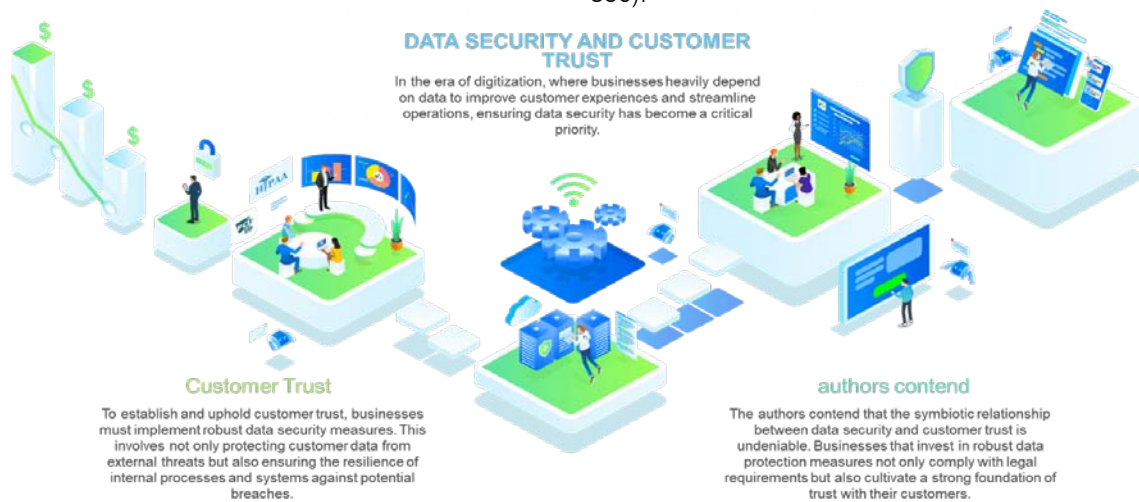 DATA SECURITY AND CUSTOMER
TRUST
In the era of digitization, where businesses heavily depend
on data to improve customer experiences and streamline
operations, ensuring data security has become a critical
priority.
$
$
$
HIPAA
Customer Trust
To establish and uphold customer trust, businesses
must implement robust data security measures. This
involves not only protecting customer data from
external threats but also ensuring the resilience of
internal processes and systems against potential
breaches.
authors contend
The authors contend that the symbiotic relationship
between data security and customer trust is
undeniable. Businesses that invest in robust data
protection measures not only comply with legal
requirements but also cultivate a strong foundation of
trust with their customers.